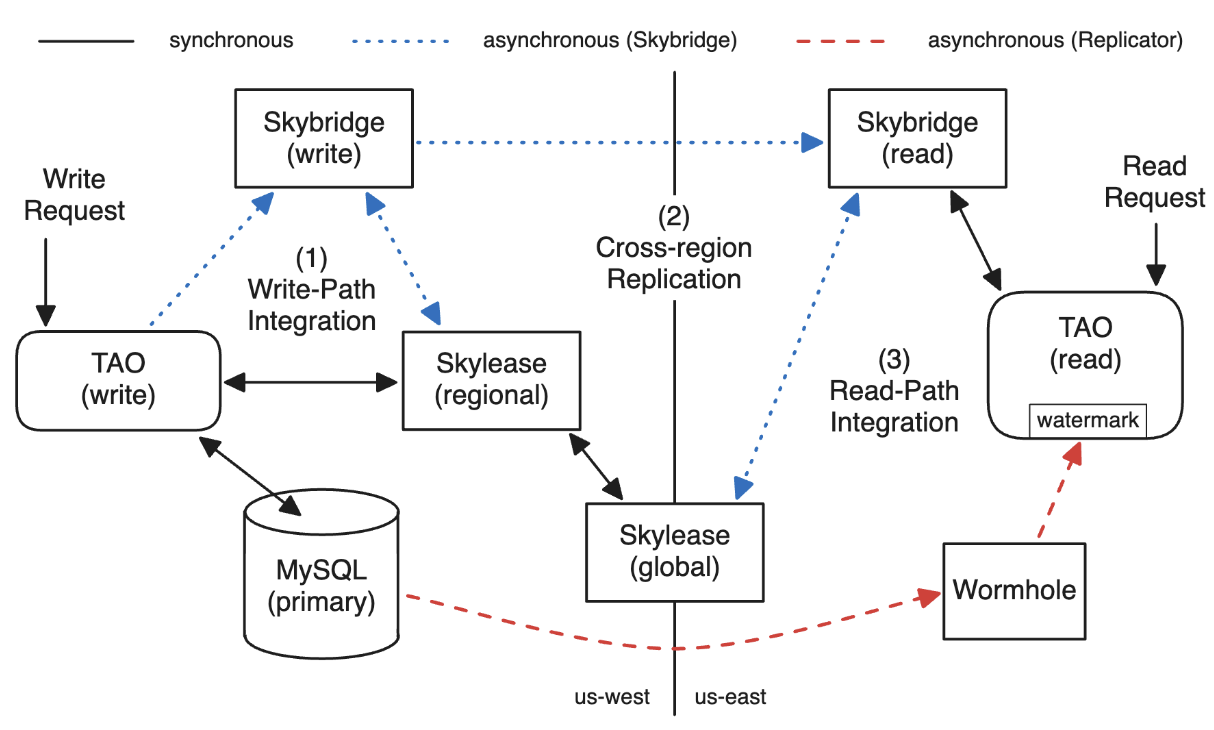 synchronous
asynchronous (Skybridge)
asynchronous (Replicator)
Skybridge
(write)
Skybridge
(read)
Write
Request
Read
Request
(1)
Write-Path
Integration
(2)
Cross-region
Replication
TAO
(write)
Skylease
(regional)
(3)
Read-Path
Integration
TAO
(read)
watermark
Skylease
(global)
MySQL
(primary)
Wormhole
us-west
us-east